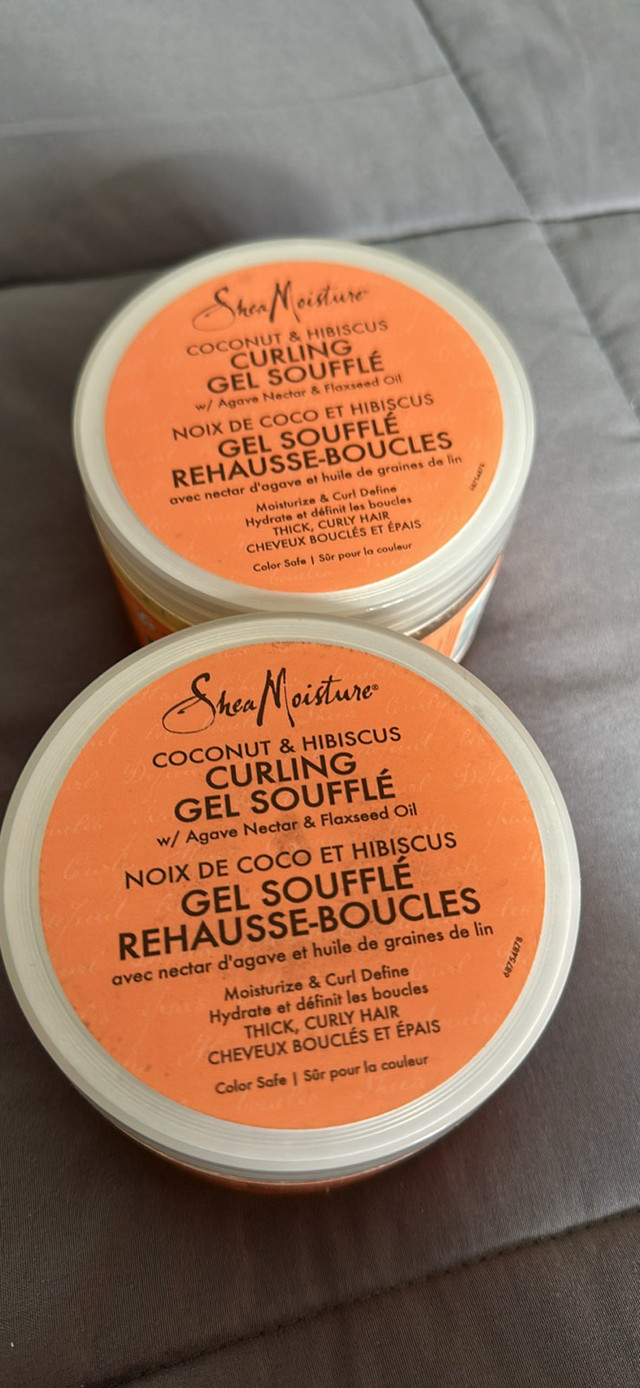 SheaMoisture
COCONUT & HIBISCUS
CURLING
GEL SOUFFLÉ
w/ Agave Nectar & Flaxseed Oil
NOIX DE COCO ET HIBISCUS
GEL SOUFFLÉ
REHAUSSE-BOUCLES
avec nectar d'agave et huile de graines de lin
Moisturize & Curl Define
Hydrate et définit les boucles
THICK, CURLY HAIR
CHEVEUX BOUCLÉS ET ÉPAIS
Color Safe | Sûr pour la couleur
SheaMoisture®
COCONUT & HIBISCUS
CURLING
GEL SOUFFLÉ
w/ Agave Nectar & Flaxseed Oil
NOIX DE COCO ET HIBISCUS
GEL SOUFFLÉ
REHAUSSE-BOUCLES
avec nectar d'agave et huile de graines de lin
Moisturize & Curl Define
Hydrate et définit les boucles
THICK, CURLY HAIR
CHEVEUX BOUCLÉS ET ÉPAIS
Color Safe | Sûr pour la couleur
68754878